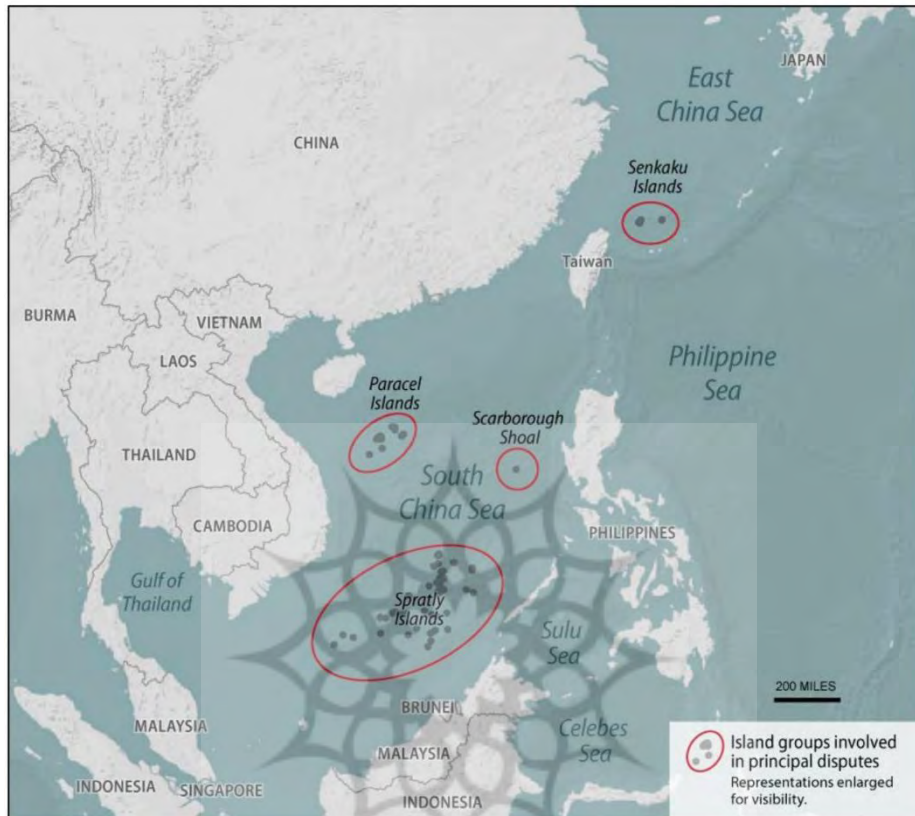 JAPAN
East
China Sea
CHINA
Senkaku
Islands
Taiwan
BURMA
VIETNAM
LAOS
Philippine
Sea
Paracel
Islands
Scarborough
Shoal
THAILAND
South
China Sea
CAMBODIA
PHILIPPINES
Gulf of
Thailand
Spratly
Islands
Sulu
Sea
200 MILES
BRUNEI
MALAYSIA
Celebes
Sea
MALAYSIA
INDONESIA
SINGAPORE
INDONESIA
Island groups involved
in principal disputes
Representations enlarged
for visibility.